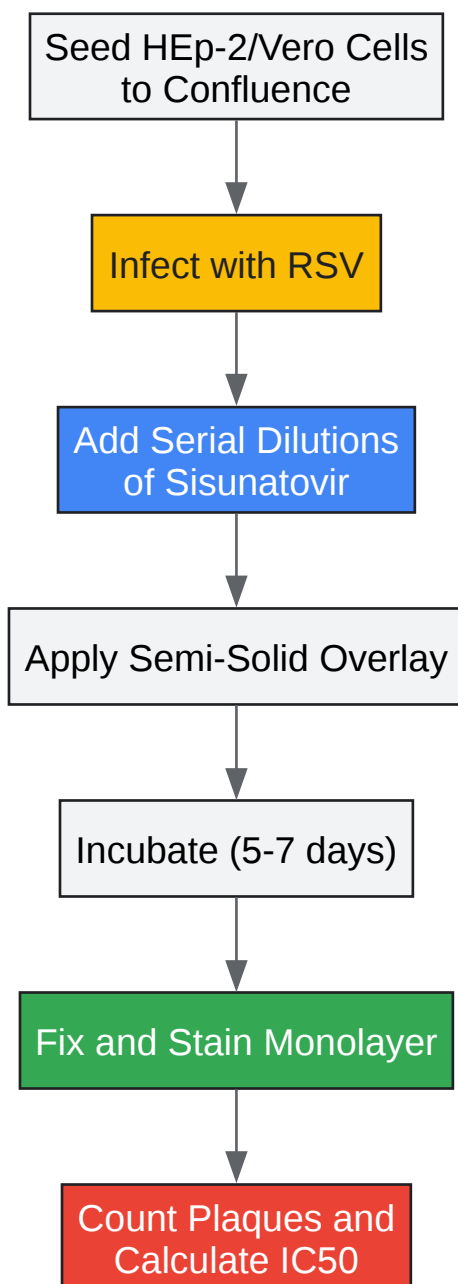 Seed HEp-2/Vero Cells
to Confluence
Infect with RSV
Add Serial Dilutions
of Sisunatovir
Apply Semi-Solid Overlay
Incubate (5-7 days)
Fix and Stain Monolayer
Count Plaques and
Calculate IC50